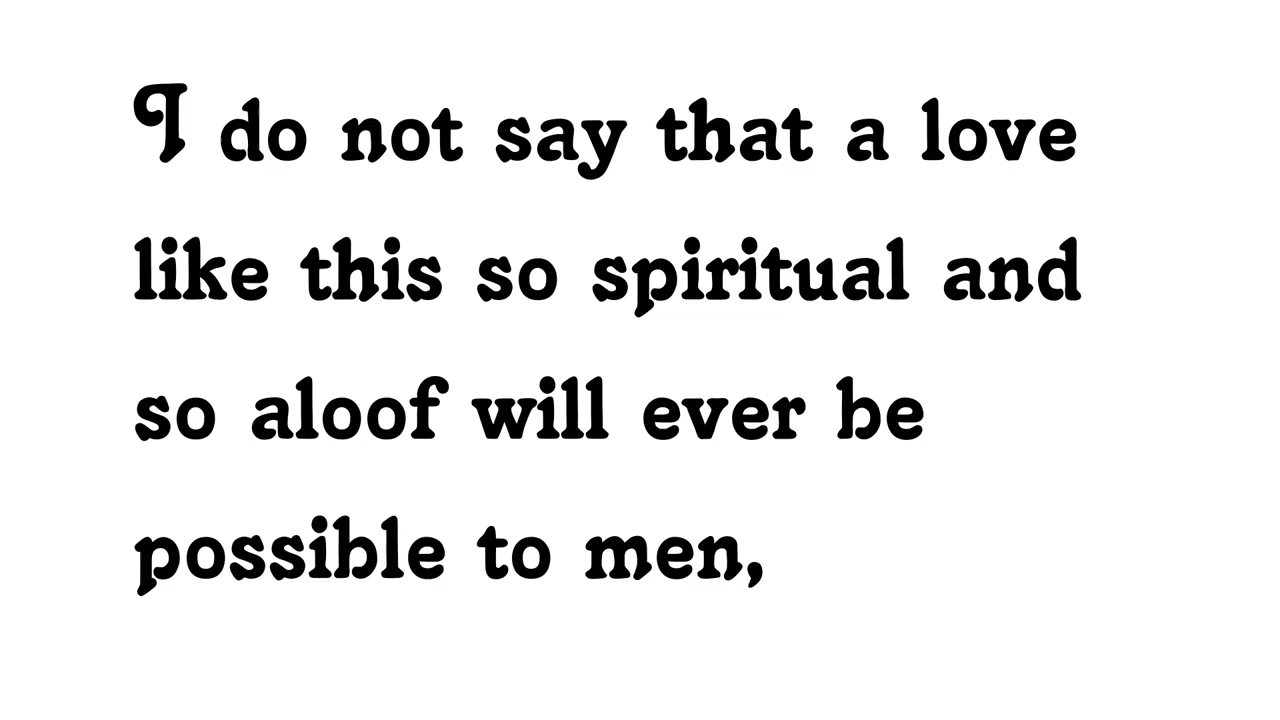 I do not say that a love
like this so spiritual and
so aloof will ever be
possible to men,